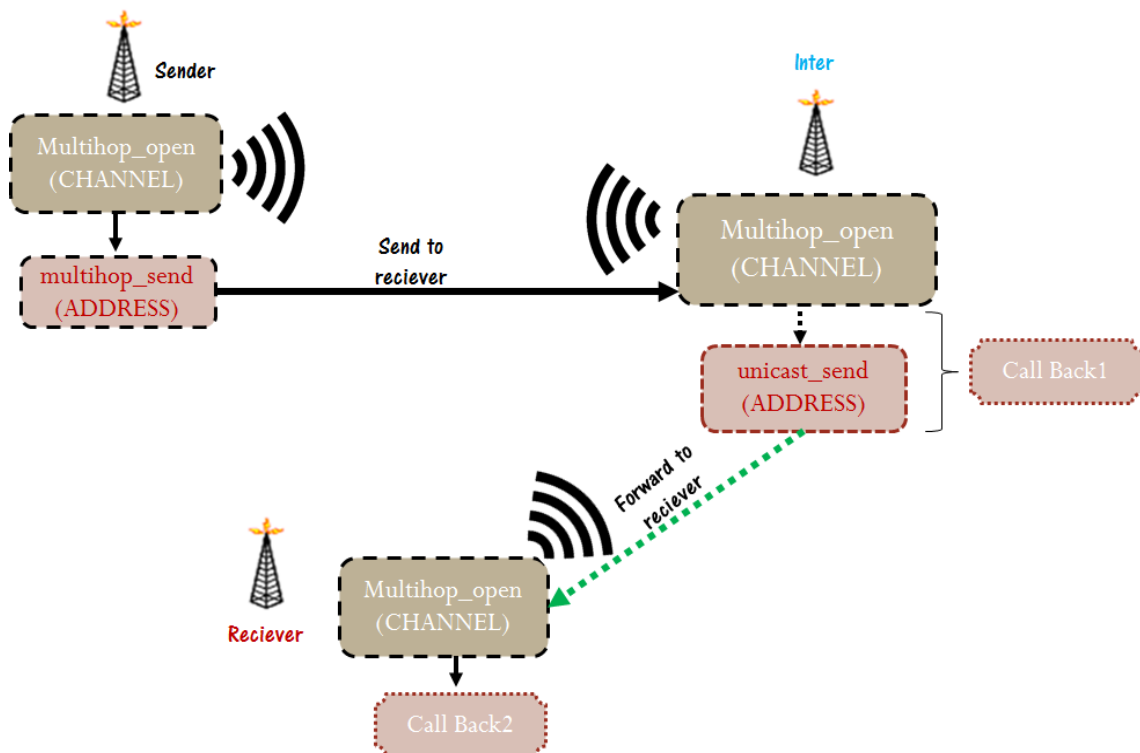 Sender
Multihop_open
(CHANNEL)
multihop_send
(ADDRESS)
Send to
reciever
Inter
Multihop_open
(CHANNEL)
unicast_send
(ADDRESS)
Call Back1
Forward to
reciever
Reciever
Multihop_open
(CHANNEL)
Call Back2